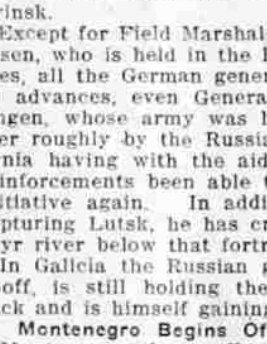 rinsk.
Except for Field Marshal
sen, who is held in the
es, all the German gener
advances, even Genera
ngen, whose army was h
er roughly by the Russia
nia having with the aid
inforcements been able
itiative again. In addi
pturing Lutsk, he has cr
yr river below that fortr
In Galicia the Russian g
off, is still holding the
ck and is himself gaining
Montenegro Begins Of